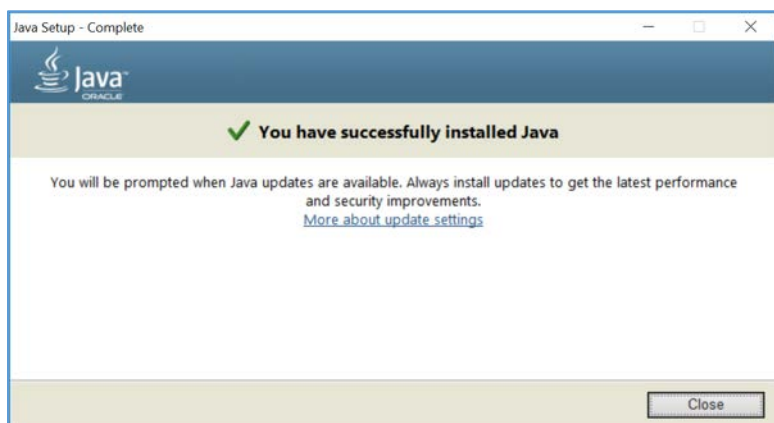 Java Setup - Complete
Java
ORACLE
You have successfully installed Java
You will be prompted when Java updates are available. Always install updates to get the latest performance
and security improvements.
More about update settings
Close